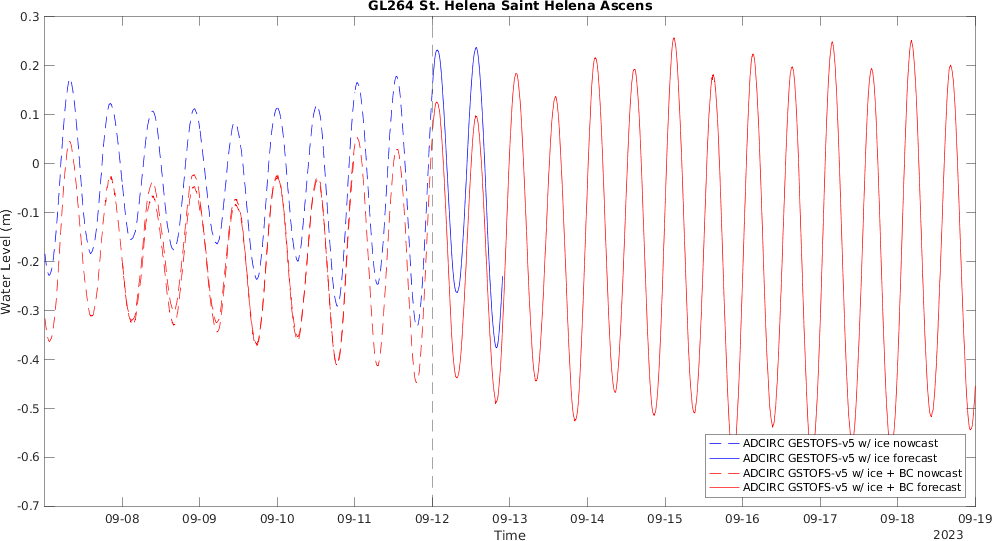 GL264 St. Helena Saint Helena Ascens
0.3
0.2
0.1
0
-0.1
-0.2
-0.3
-0.4
-0.5
-0.6
-0.7
Water Level (m)
ADCIRC GESTOFS-v5 w/ ice nowcast
ADCIRC GESTOFS-v5 w/ ice forecast
ADCIRC GSTOFS-v5 w/ ice + BC nowcast
ADCIRC GSTOFS-v5 w/ ice + BC forecast
09-08 09-09 09-10 09-11 09-12 09-13 09-14 09-15 09-16 09-17 09-18 09-19
Time
2023